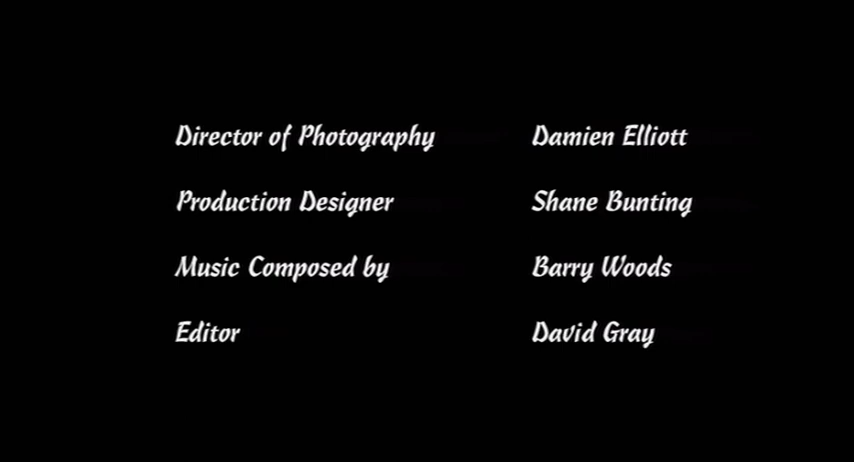 Director of Photography Damien Elliott
Production Designer Shane Bunting
Music Composed by Barry Woods
Editor David Gray